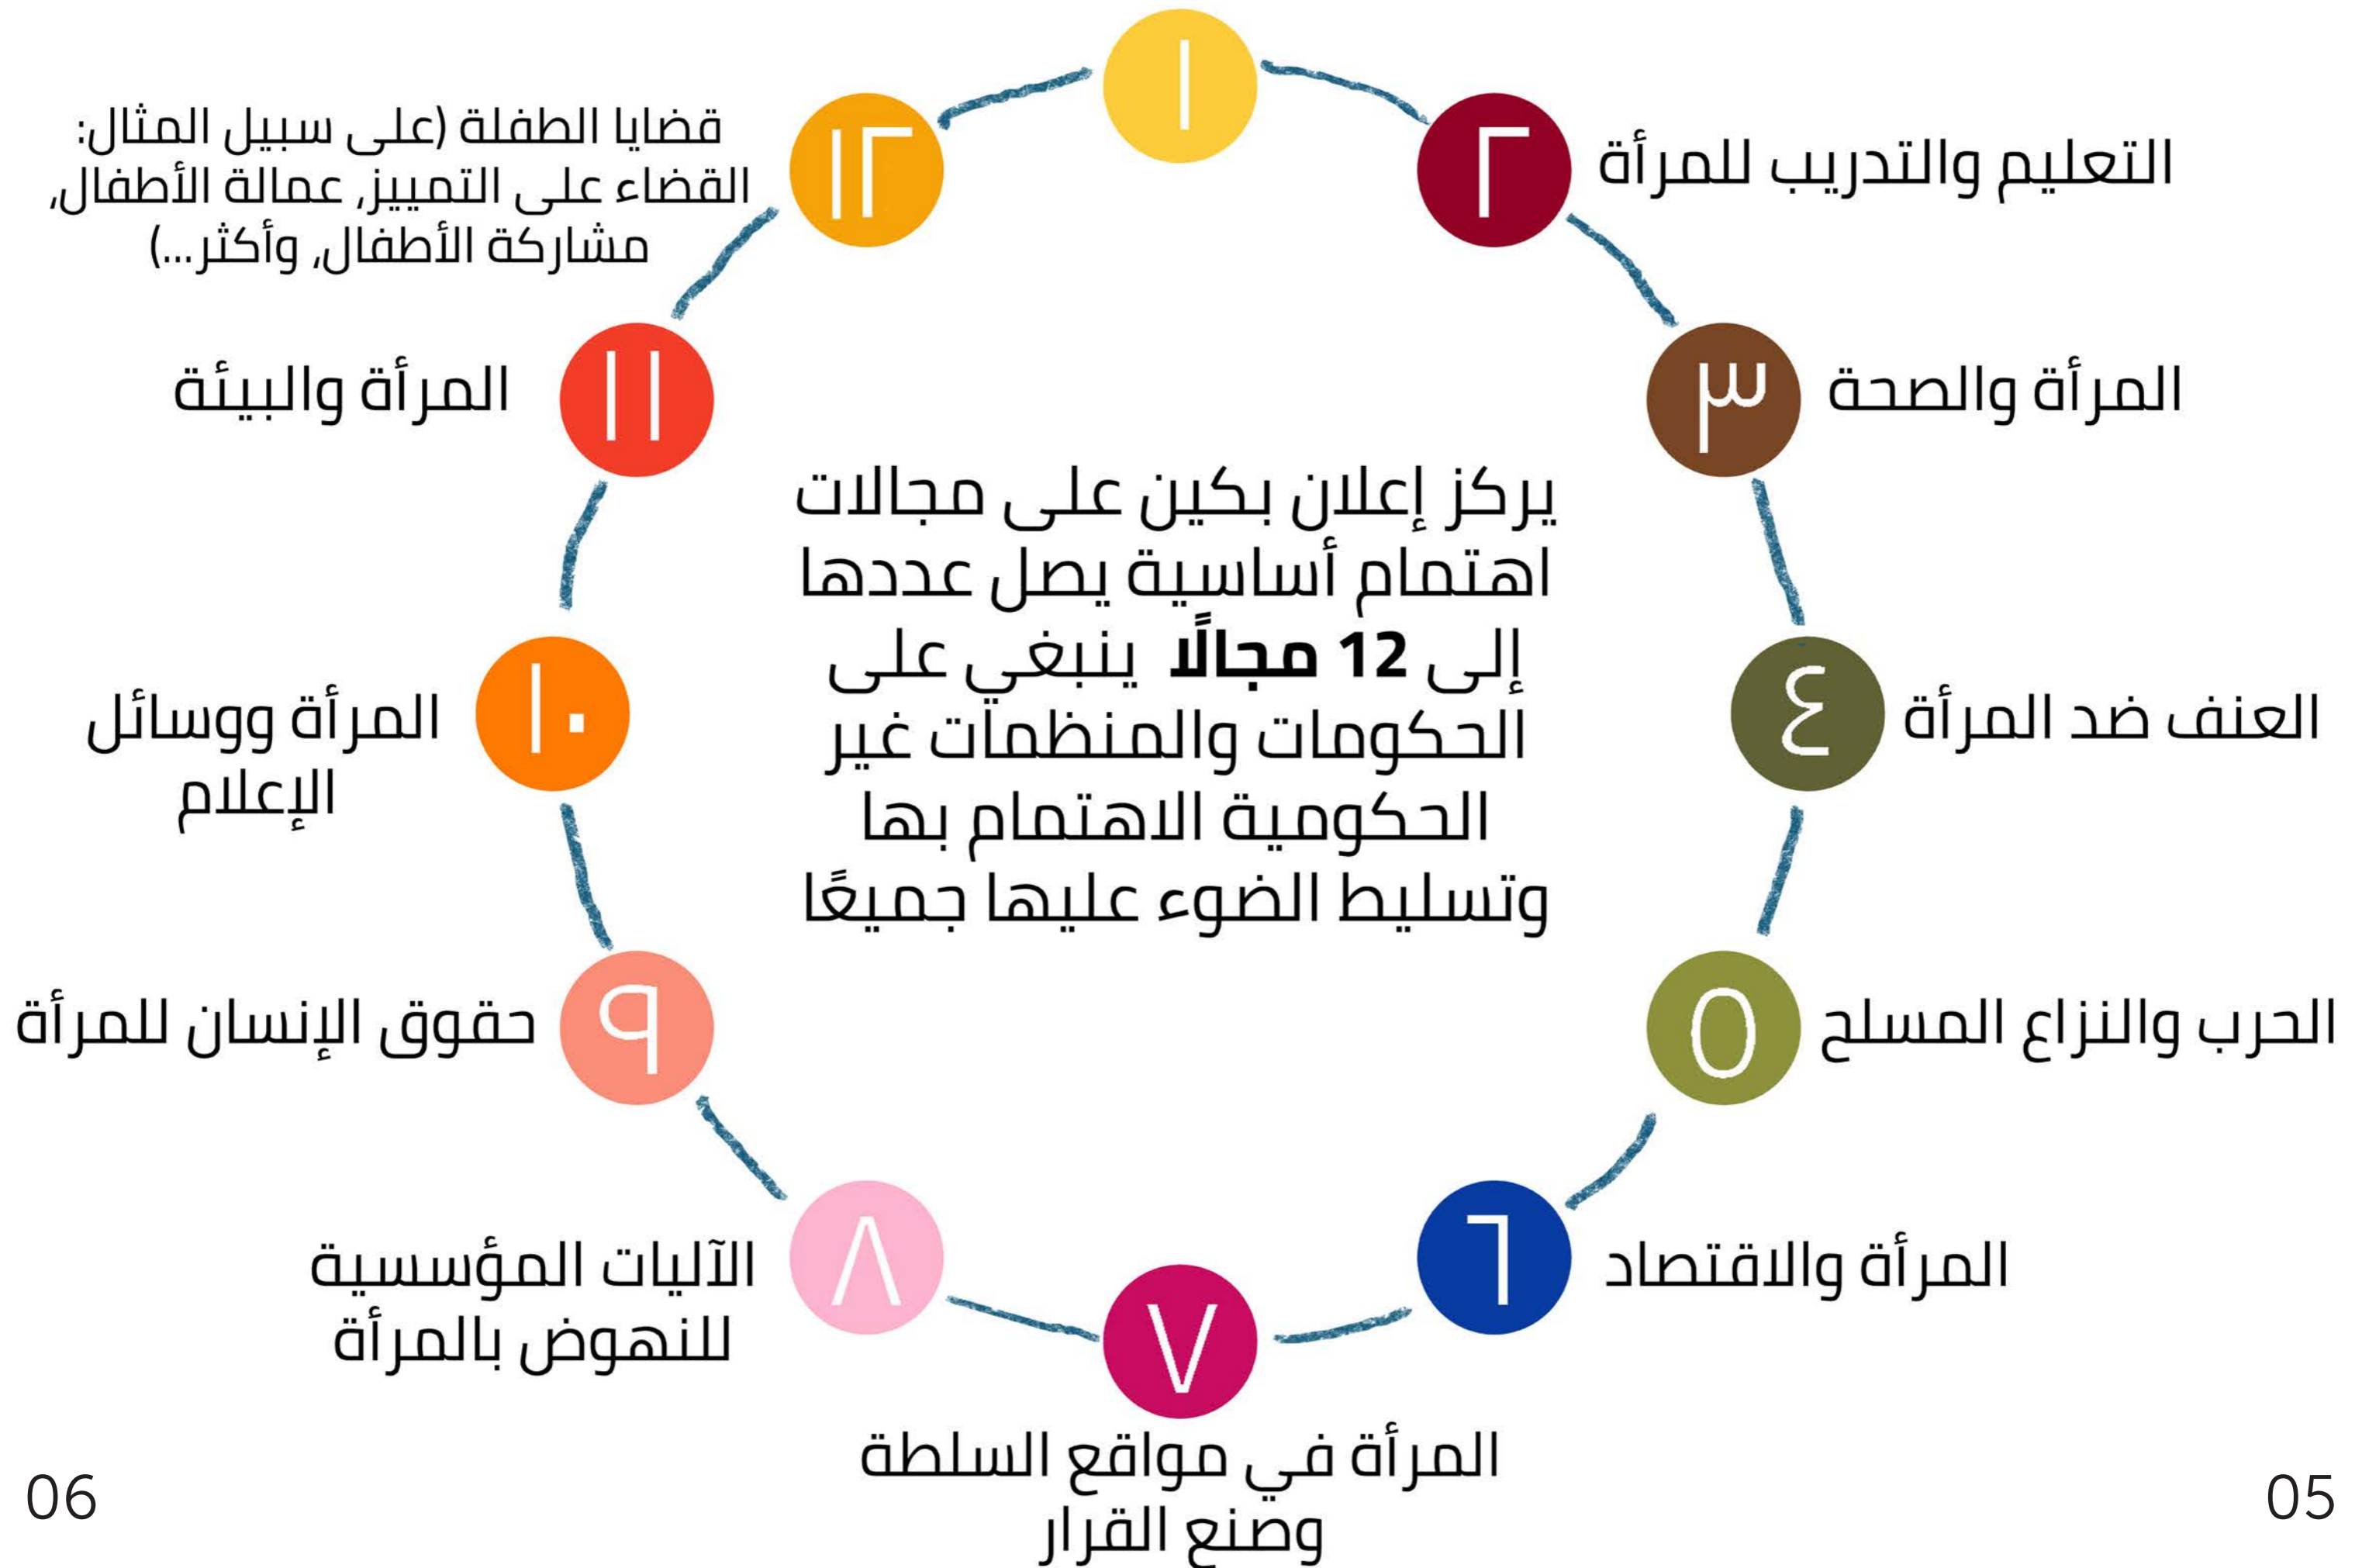 ١
٢
التعليم والتدريب للمرأة
٣
المرأة والصحة
٤
العنف ضد المرأة
٥
الحرب والنزاع المسلح
٦
المرأة والاقتصاد
٧
المرأة في مواقع السلطة
وصنع القرار
٨
الآليات المؤسسية
للنهوض بالمرأة
٩
حقوق الإنسان للمرأة
١٠
المرأة ووسائل
الإعلام
١١
المرأة والبيئة
١٢
قضايا الطفلة (على سبيل المثال:
القضاء على التمييز، عمالة الأطفال،
مشاركة الأطفال، وأكثر...)
يركز إعلان بكين على مجالات
اهتمام أساسية يصل عددها
إلى 12 مجالًا ينبغي على
الحكومات والمنظمات غير
الحكومية الاهتمام بها
وتسليط الضوء عليها جميعًا
05
06